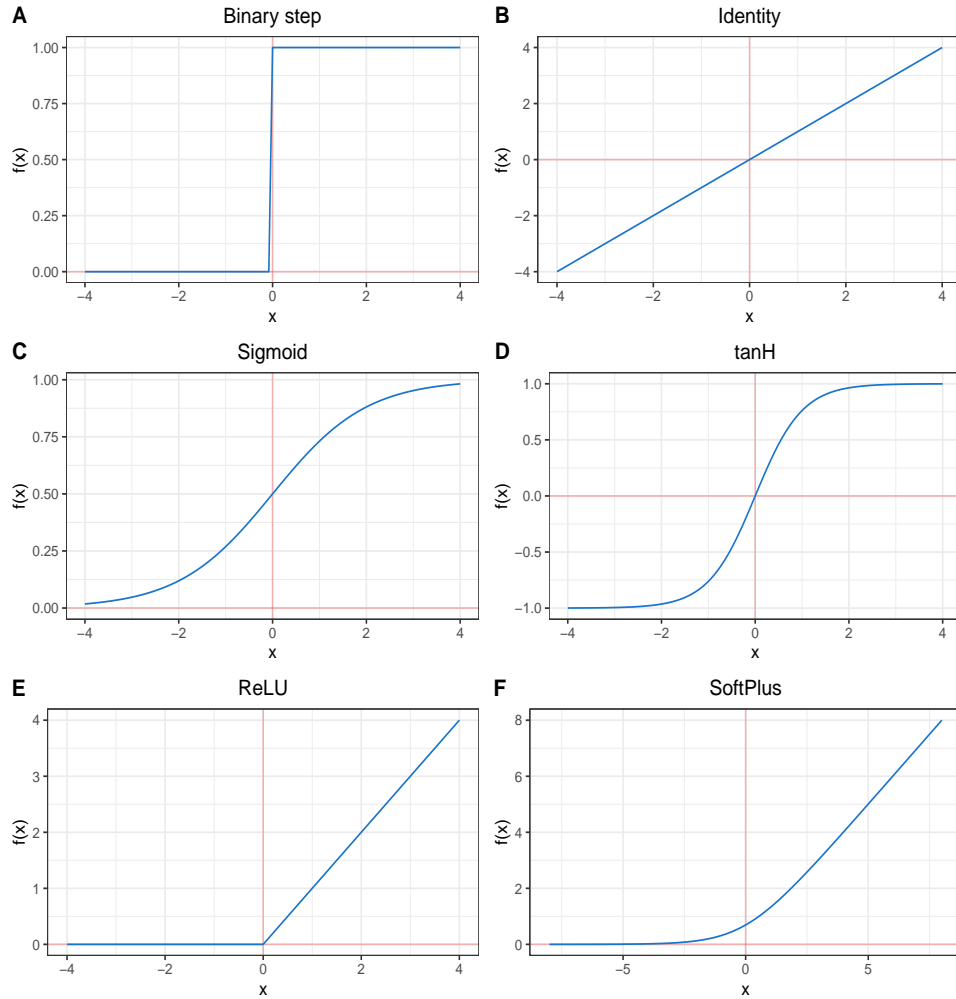 A
Binary step
1.00
0.75
0.50
0.25
0.00
f(x)
−4 −2 0 2 4
x
B
Identity
4
2
0
−2
−4
f(x)
−4 −2 0 2 4
x
C
Sigmoid
1.00
0.75
0.50
0.25
0.00
f(x)
−4 −2 0 2 4
x
D
tanH
1.0
0.5
0.0
−0.5
−1.0
f(x)
−4 −2 0 2 4
x
E
ReLU
4
3
2
1
0
f(x)
−4 −2 0 2 4
x
F
SoftPlus
8
6
4
2
0
f(x)
−5 0 5
x